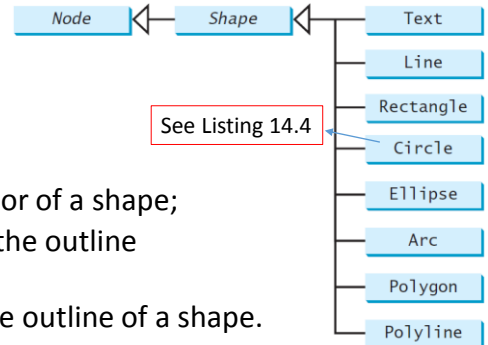 Node Shape Text
Line
Rectangle
See Listing 14.4
Circle
Ellipse
Arc
Polygon
Polyline
or of a shape;
the outline
e outline of a shape.